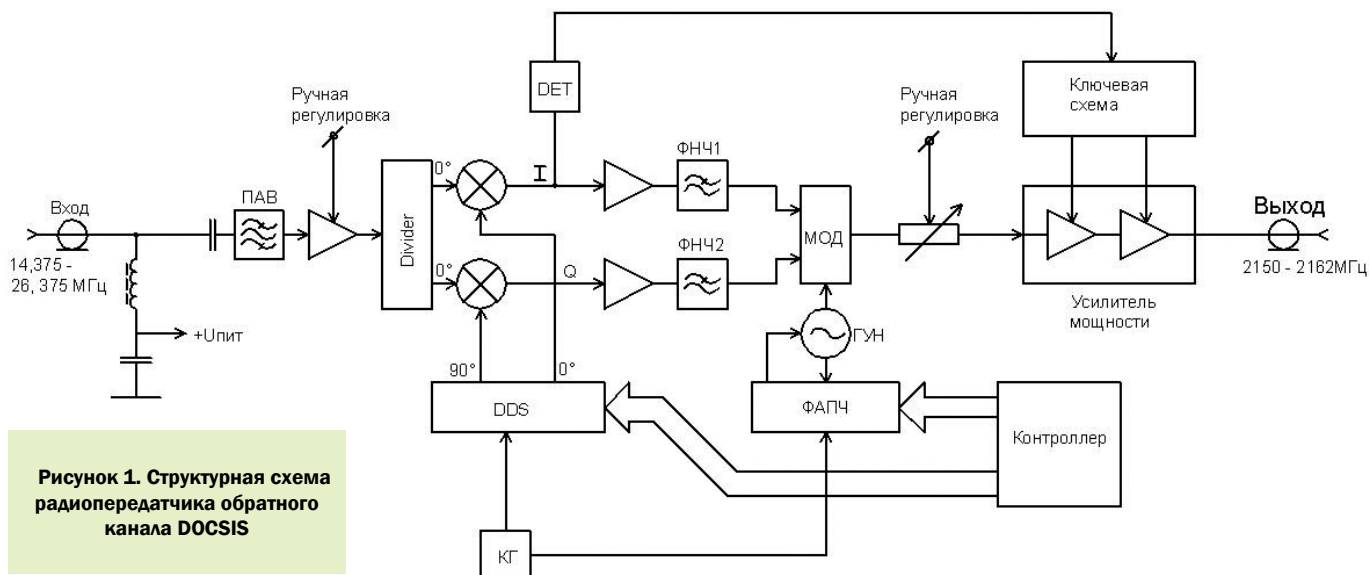 DET
Ключевая
схема
Ручная
регулировка
Ручная
регулировка
ФНЧ1
0°
I
ПАВ
Вход
Divider
МОД
Выход
14,375 -
26, 375 МГц
0°
Q
ФНЧ2
2150 - 2162МГц
Усилитель
мощности
+Uпит
ГУН
90°
0°
DDS
ФАПЧ
Контроллер
КГ
Рисунок 1. Структурная схема
радиопередатчика обратного
канала DOCSIS